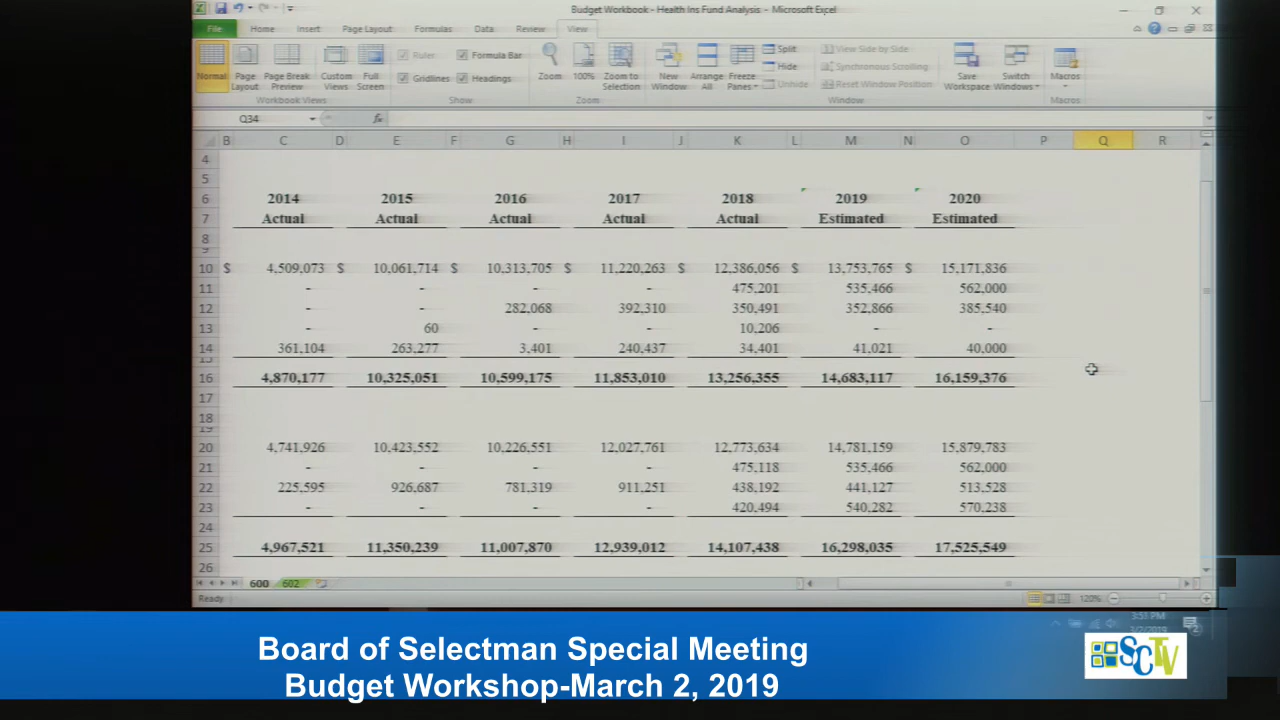 Budget Workbook - Health Ins Fund Analysis - Microsoft Excel
File Home Insert Page Layout Formulas Data Review View
Normal Page Layout Page Break Preview Custom Views Full Screen
Ruler Formula Bar
Gridlines Headings
Zoom 100% Zoom to Selection
New Window Arrange All Freeze Panes
Split
Hide
Unhide
View Side by Side
Synchronous Scrolling
Reset Window Position
Save Workspace Switch Windows Macros
Workbook Views Show Zoom Window Macros
Q34 fx
B C D E F G H I J K L M N O P Q R
4
5
6 2014 2015 2016 2017 2018 2019 2020
7 Actual Actual Actual Actual Actual Estimated Estimated
8
9
10 $ 4,509,073 $ 10,061,714 $ 10,313,705 $ 11,220,263 $ 12,386,056 $ 13,753,765 $ 15,171,836
11 - - - - 475,201 535,466 562,000
12 - - 282,068 392,310 350,491 352,866 385,540
13 - 60 - - 10,206 - -
14 361,104 263,277 3,401 240,437 34,401 41,021 40,000
15
16 4,870,177 10,325,051 10,599,175 11,853,010 13,256,355 14,683,117 16,159,376
17
18
19
20 4,741,926 10,423,552 10,226,551 12,027,761 12,773,634 14,781,159 15,879,783
21 - - - - 475,118 535,466 562,000
22 225,595 926,687 781,319 911,251 438,192 441,127 513,528
23 - - - - 420,494 540,282 570,238
24
25 4,967,521 11,350,239 11,007,870 12,939,012 14,107,438 16,298,035 17,525,549
26
600 602
Ready 120%
3:51 PM
3/2/2019
Board of Selectman Special Meeting
Budget Workshop-March 2, 2019
SCTV